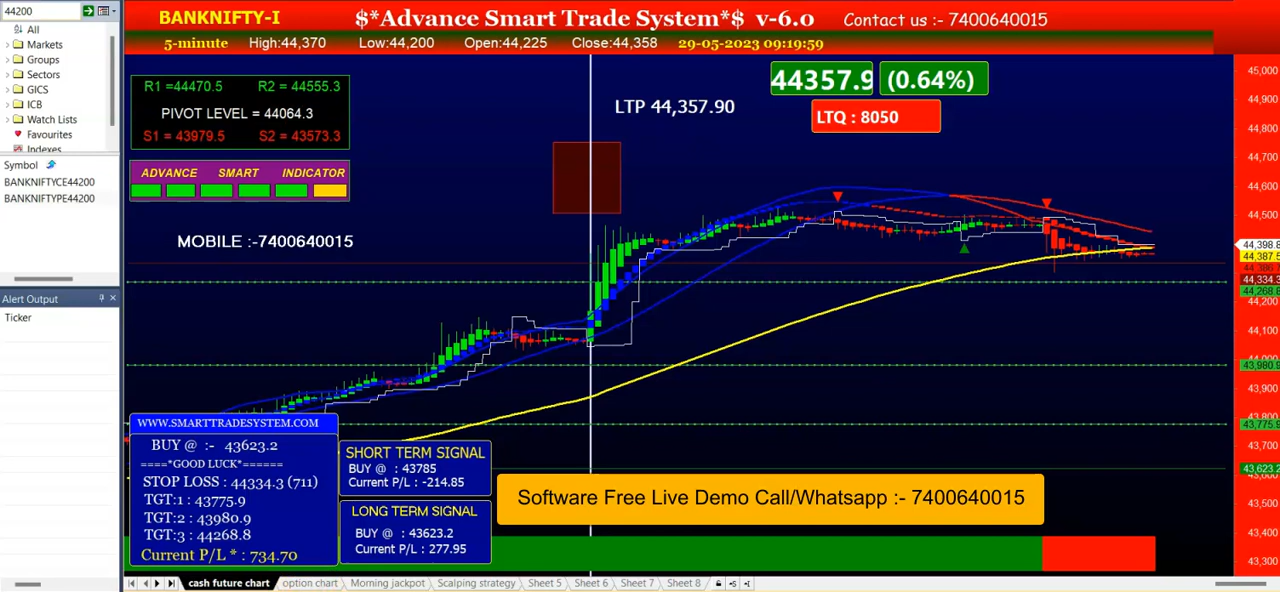 44200
BANKNIFTY-I
$*Advance Smart Trade System*$ v-6.0
Contact us :- 7400640015
5-minute High:44,370 Low:44,200 Open:44,225 Close:44,358 29-05-2023 09:19:59
All
Markets
Groups
Sectors
GICS
ICB
Watch Lists
Favourites
Indexes
Symbol
BANKNIFTYCE44200
BANKNIFTYPE44200
Alert Output
Ticker
R1 =44470.5 R2 = 44555.3
PIVOT LEVEL = 44064.3
S1 = 43979.5 S2 = 43573.3
ADVANCE SMART INDICATOR
MOBILE :-7400640015
LTP 44,357.90
44357.9 (0.64%)
LTQ : 8050
45,000
44,900
44,800
44,700
44,600
44,500
44,398.8
44,387.5
44,334.3
44,268.8
44,200
44,100
44,000
43,980.9
43,900
43,800
43,775.9
43,700
43,623.2
43,500
43,400
43,300
WWW.SMARTTRADESYSTEM.COM
BUY @ :- 43623.2
====*GOOD LUCK*======
STOP LOSS : 44334.3 (711)
TGT:1 : 43775.9
TGT:2 : 43980.9
TGT:3 : 44268.8
Current P/L * : 734.70
SHORT TERM SIGNAL
BUY @ : 43785
Current P/L : -214.85
LONG TERM SIGNAL
BUY @ : 43623.2
Current P/L : 277.95
Software Free Live Demo Call/Whatsapp :- 7400640015
cash future chart option chart Morning jackpot Scalping strategy Sheet 5 Sheet 6 Sheet 7 Sheet 8